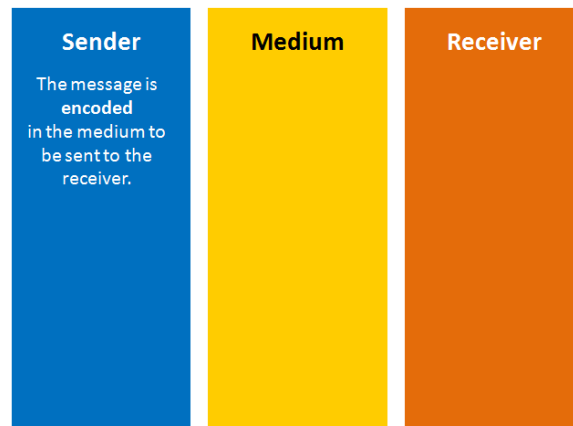 Sender
Medium
Receiver
The message is
encoded
in the medium to
be sent to the
receiver.